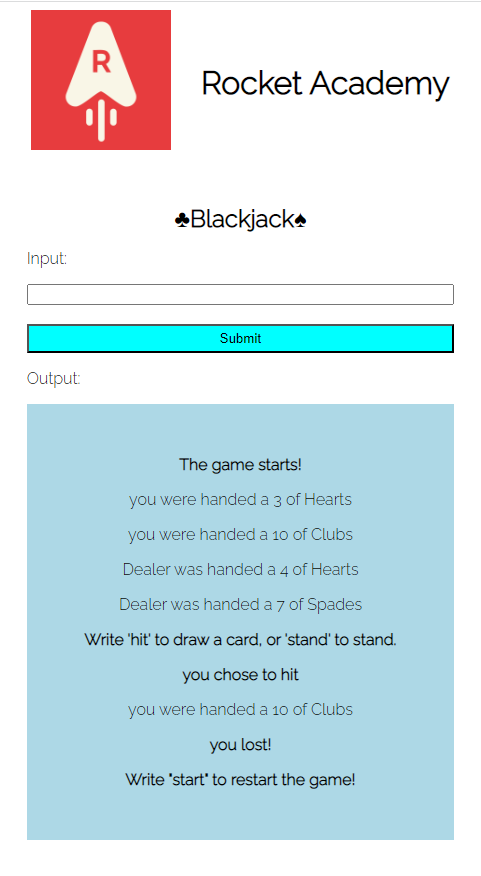 R
Rocket Academy
♣Blackjack♠
Input:
Submit
Output:
The game starts!
you were handed a 3 of Hearts
you were handed a 10 of Clubs
Dealer was handed a 4 of Hearts
Dealer was handed a 7 of Spades
Write 'hit' to draw a card, or 'stand' to stand.
you chose to hit
you were handed a 10 of Clubs
you lost!
Write "start" to restart the game!